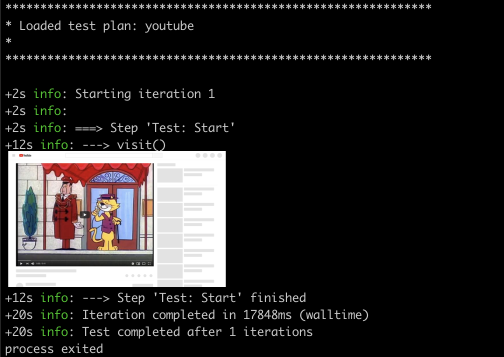 ************************************************************
* Loaded test plan: youtube
*
************************************************************
+2s info: Starting iteration 1
+2s info:
+2s info: ===> Step 'Test: Start'
+12s info: ---> visit()
+12s info: ---> Step 'Test: Start' finished
+20s info: Iteration completed in 17848ms (walltime)
+20s info: Test completed after 1 iterations
process exited